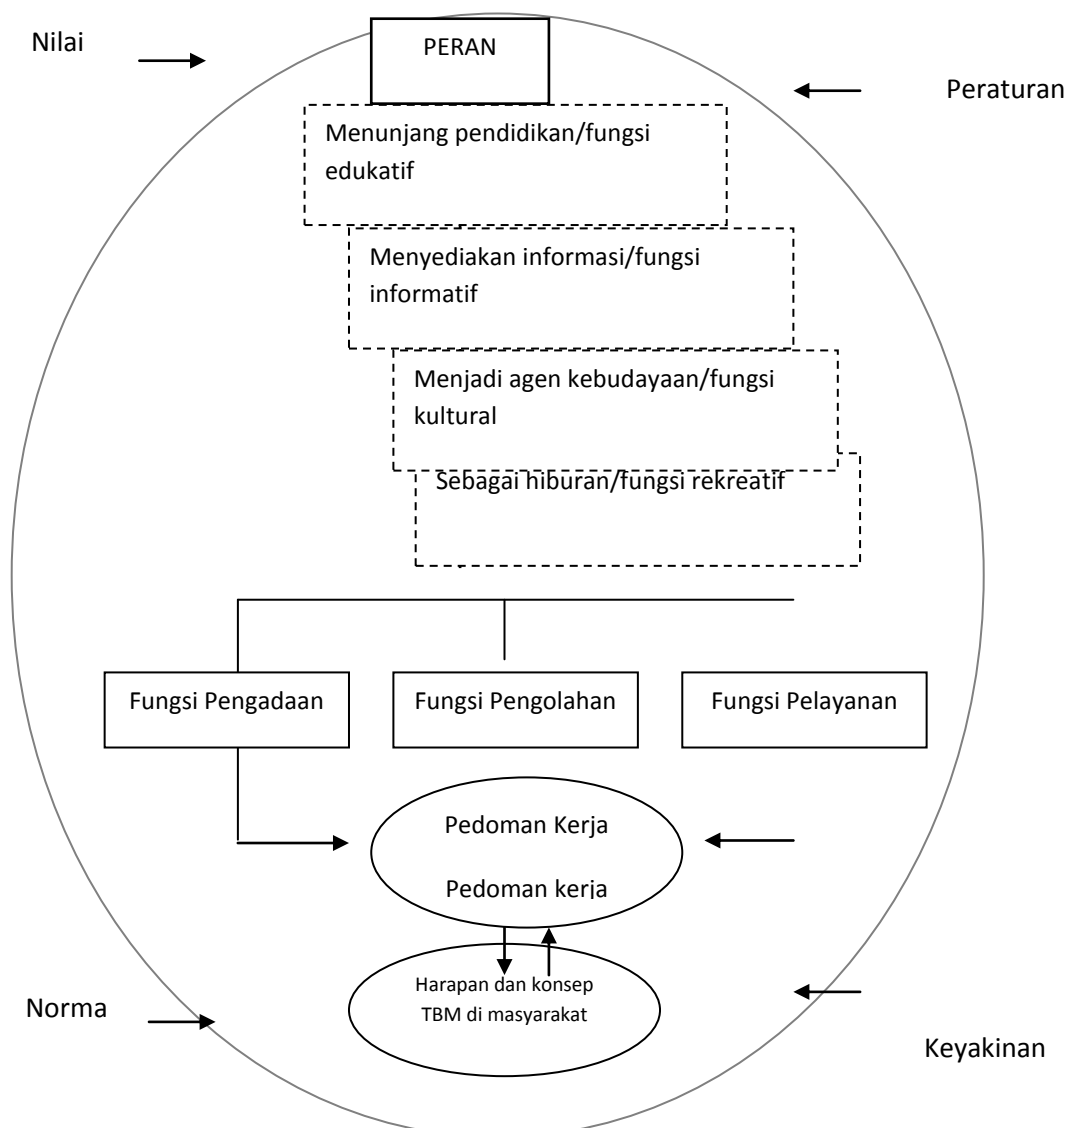 Nilai
PERAN
Peraturan
Menunjang pendidikan/fungsi
edukatif
Menyediakan informasi/fungsi
informatif
Menjadi agen kebudayaan/fungsi
kultural
Sebagai hiburan/fungsi rekreatif
Fungsi Pengadaan
Fungsi Pengolahan
Fungsi Pelayanan
Pedoman Kerja
Pedoman kerja
Harapan dan konsep
TBM di masyarakat
Norma
Keyakinan